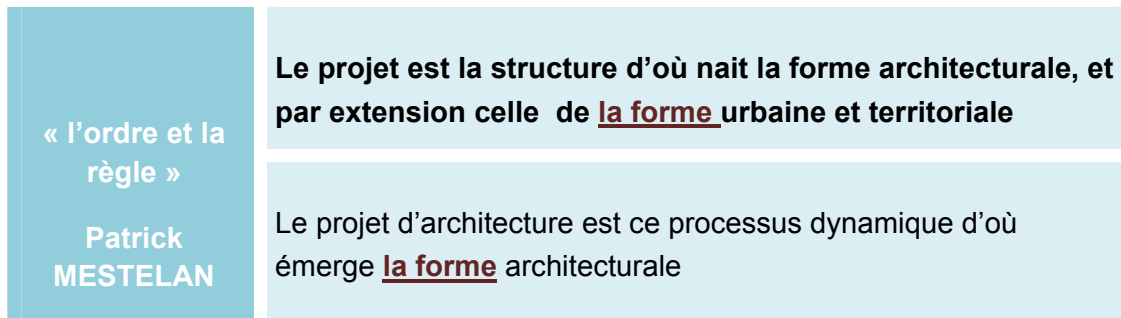 « l’ordre et la
règle »
Patrick
MESTELAN
Le projet est la structure d’où nait la forme architecturale, et
par extension celle de la forme urbaine et territoriale
Le projet d’architecture est ce processus dynamique d’où
émerge la forme architecturale